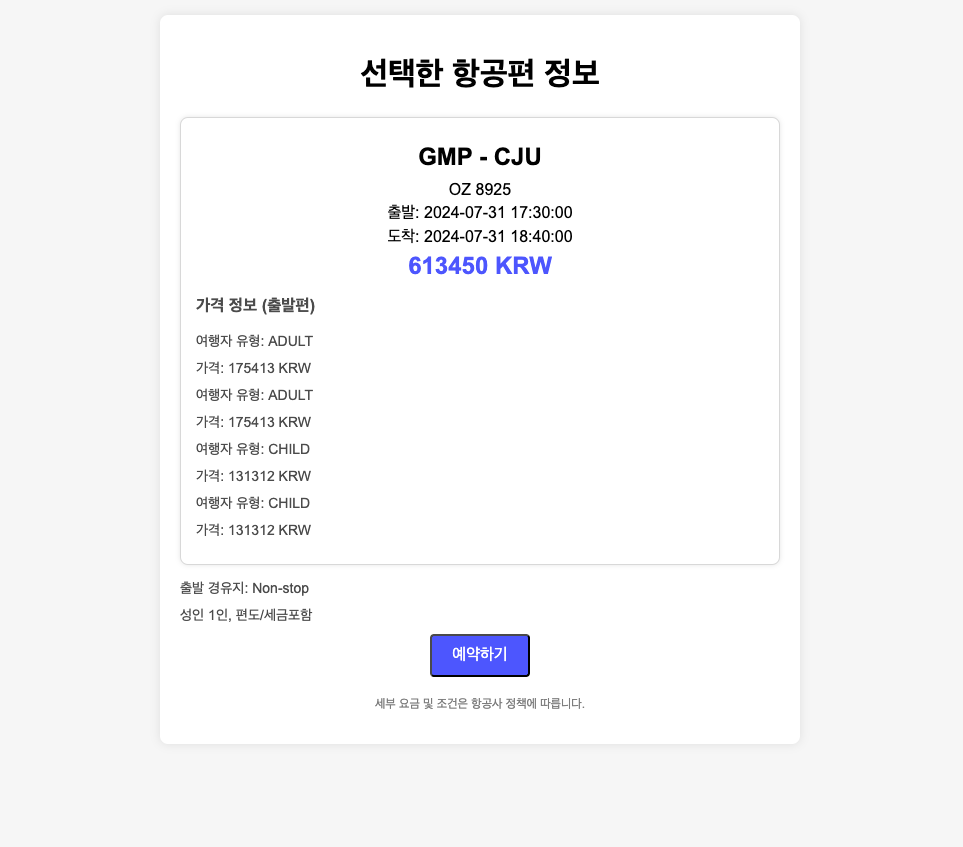 선택한 항공편 정보
GMP - CJU
OZ 8925
출발: 2024-07-31 17:30:00
도착: 2024-07-31 18:40:00
613450 KRW
가격 정보 (출발편)
여행자 유형: ADULT
가격: 175413 KRW
여행자 유형: ADULT
가격: 175413 KRW
여행자 유형: CHILD
가격: 131312 KRW
여행자 유형: CHILD
가격: 131312 KRW
출발 경유지: Non-stop
성인 1인, 편도/세금포함
예약하기
세부 요금 및 조건은 항공사 정책에 따릅니다.